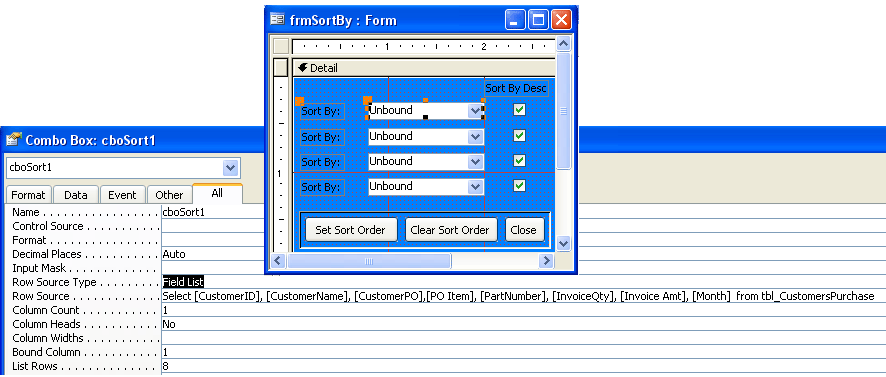 frmSortBy : Form
1 2
Detail
Sort By Desc
Sort By: Unbound
Sort By: Unbound
Sort By: Unbound
Sort By: Unbound
1
Set Sort Order Clear Sort Order Close
Combo Box: cboSort1
cboSort1
Format Data Event Other All
Name . . . . . . . . . . . . . . . . . . . . cboSort1
Control Source . . . . . . . . . .
Format . . . . . . . . . . . . . . . . . .
Decimal Places . . . . . . . . . . Auto
Input Mask . . . . . . . . . . . . . .
Row Source Type . . . . . . . . Field List
Row Source . . . . . . . . . . . . . Select [CustomerID], [CustomerName], [CustomerPO],[PO Item], [PartNumber], [InvoiceQty], [Invoice Amt], [Month] from tbl_CustomersPurchase
Column Count . . . . . . . . . . . 1
Column Heads . . . . . . . . . . . No
Column Widths . . . . . . . . . . .
Bound Column . . . . . . . . . . . 1
List Rows . . . . . . . . . . . . . . . 8